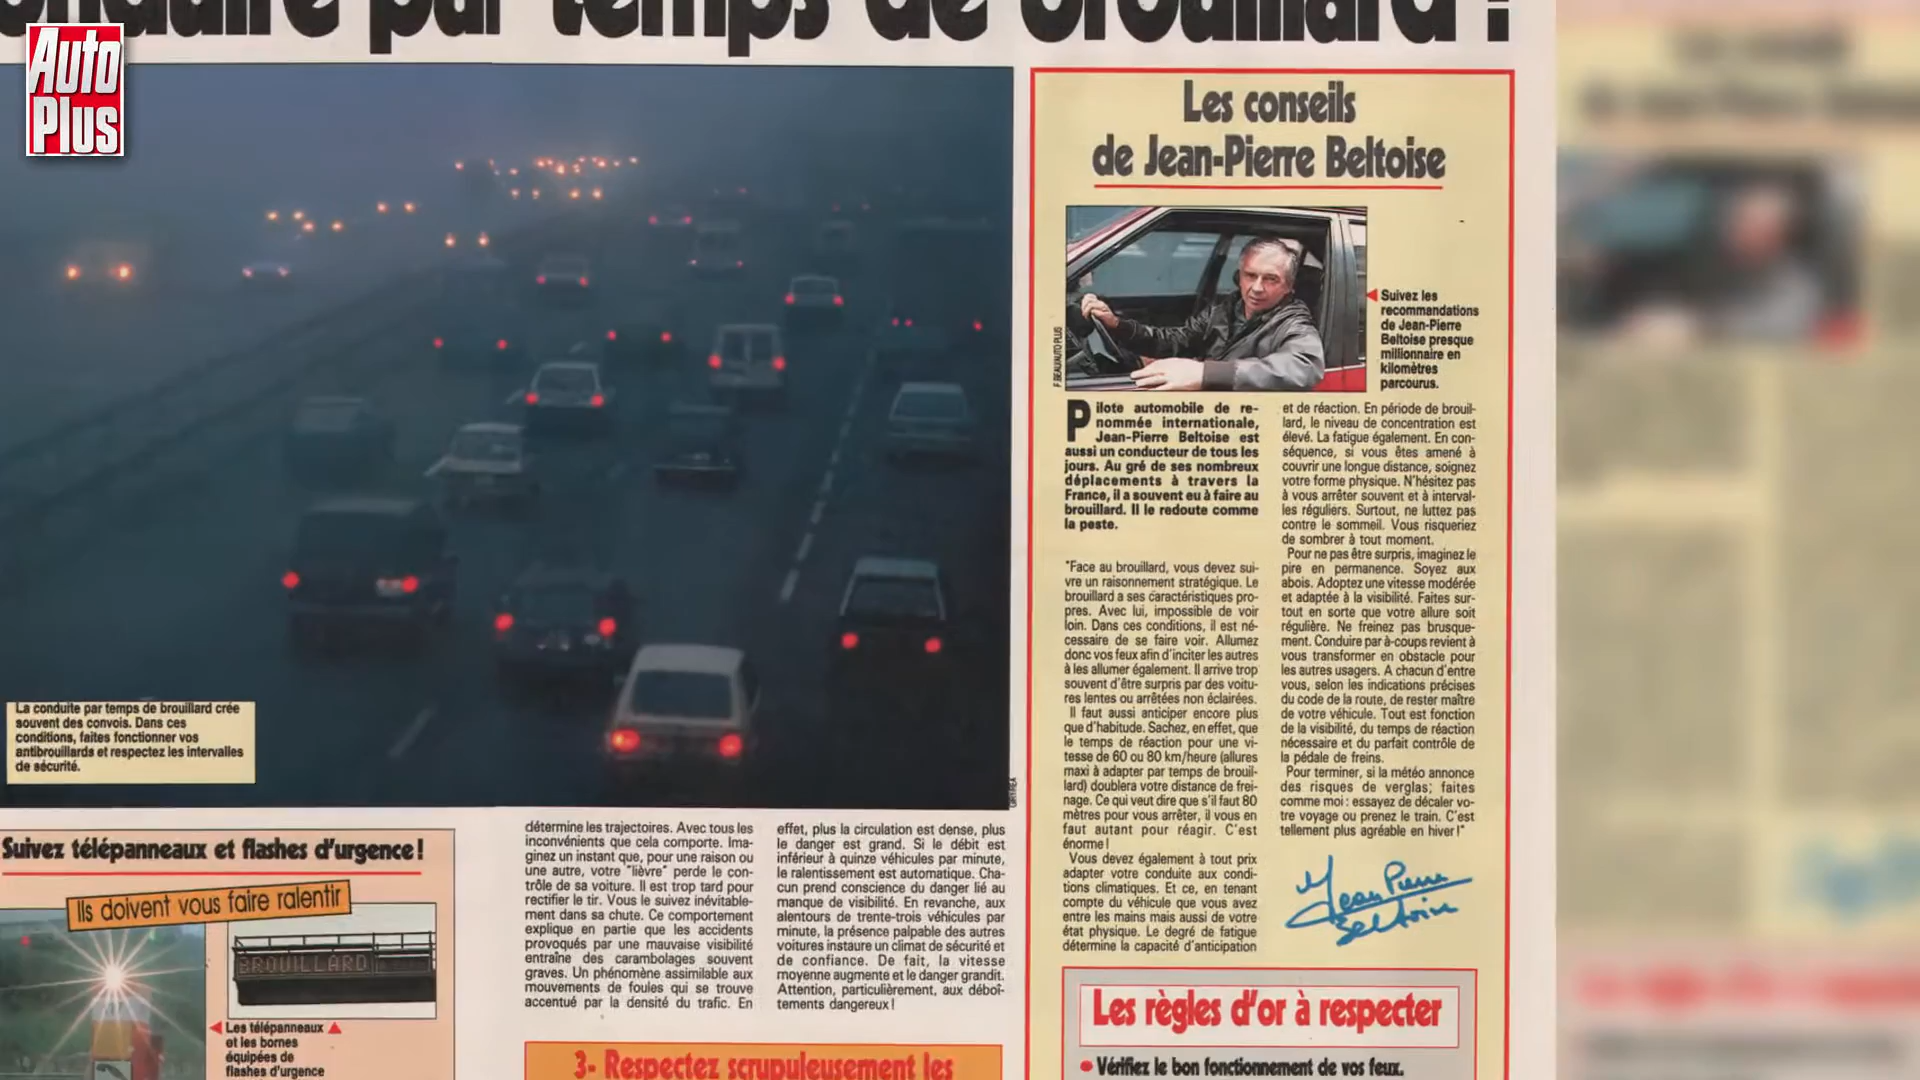 Auto
Plus
par temps de brouillard !
La conduite par temps de brouillard crée
souvent des convois. Dans ces
conditions, faites fonctionner vos
antibrouillards et respectez les intervalles
de sécurité.
Suivez télépanneaux et flashes d'urgence!
Ils doivent vous faire ralentir
BROUILLARD
Les télépanneaux
et les bornes
équipées de
flashes d'urgence
détermine les trajectoires. Avec tous les
inconvénients que cela comporte. Ima-
ginez un instant que, pour une raison ou
une autre, votre "lièvre" perde le con-
trôle de sa voiture. Il est trop tard pour
rectifier le tir. Vous le suivez inévitable-
ment dans sa chute. Ce comportement
explique en partie que les accidents
provoqués par une mauvaise visibilité
entraîne des carambolages souvent
graves. Un phénomène assimilable aux
mouvements de foules qui se trouve
accentué par la densité du trafic. En
effet, plus la circulation est dense, plus
le danger est grand. Si le débit est
inférieur à quinze véhicules par minute,
le ralentissement est automatique. Cha-
cun prend conscience du danger lié au
manque de visibilité. En revanche, aux
alentours de trente-trois véhicules par
minute, la présence palpable des autres
voitures instaure un climat de sécurité et
de confiance. De fait, la vitesse
moyenne augmente et le danger grandit.
Attention, particulièrement, aux déboî-
tements dangereux!
3- Respectez scrupuleusement les
Les conseils
de Jean-Pierre Beltoise
F. BEAU/AUTO PLUS
Suivez les
recommandations
de Jean-Pierre
Beltoise presque
millionnaire en
kilomètres
parcourus.
Pilote automobile de re-
nommée internationale,
Jean-Pierre Beltoise est
aussi un conducteur de tous les
jours. Au gré de ses nombreux
déplacements à travers la
France, il a souvent eu à faire au
brouillard. Il le redoute comme
la peste.
"Face au brouillard, vous devez sui-
vre un raisonnement stratégique. Le
brouillard a ses caractéristiques pro-
pres. Avec lui, impossible de voir
loin. Dans ces conditions, il est né-
cessaire de se faire voir. Allumez
donc vos feux afin d'inciter les autres
à les allumer également. Il arrive trop
souvent d'être surpris par des voitu-
res lentes ou arrêtées non éclairées.
Il faut aussi anticiper encore plus
que d'habitude. Sachez, en effet, que
le temps de réaction pour une vi-
tesse de 60 ou 80 km/heure (allures
maxi à adapter par temps de brouil-
lard) doublera votre distance de frei-
nage. Ce qui veut dire que s'il faut 80
mètres pour vous arrêter, il vous en
faut autant pour réagir. C'est
énorme!
Vous devez également à tout prix
adapter votre conduite aux condi-
tions climatiques. Et ce, en tenant
compte du véhicule que vous avez
entre les mains mais aussi de votre
état physique. Le degré de fatigue
détermine la capacité d'anticipation
et de réaction. En période de brouil-
lard, le niveau de concentration est
élevé. La fatigue également. En con-
séquence, si vous êtes amené à
couvrir une longue distance, soignez
votre forme physique. N'hésitez pas
à vous arrêter souvent et à interval-
les réguliers. Surtout, ne luttez pas
contre le sommeil. Vous risqueriez
de sombrer à tout moment.
Pour ne pas être surpris, imaginez le
pire en permanence. Soyez aux
abois. Adoptez une vitesse modérée
et adaptée à la visibilité. Faites sur-
tout en sorte que votre allure soit
régulière. Ne freinez pas brusque-
ment. Conduire par à-coups revient à
vous transformer en obstacle pour
les autres usagers. A chacun d'entre
vous, selon les indications précises
du code de la route, de rester maître
de votre véhicule. Tout est fonction
de la visibilité, du temps de réaction
nécessaire et du parfait contrôle de
la pédale de freins.
Pour terminer, si la météo annonce
des risques de verglas; faites
comme moi: essayez de décaler vo-
tre voyage ou prenez le train. C'est
tellement plus agréable en hiver!"
Jean Pierre
Beltoise
Les règles d'or à respecter
Vérifiez le bon fonctionnement de vos feux.